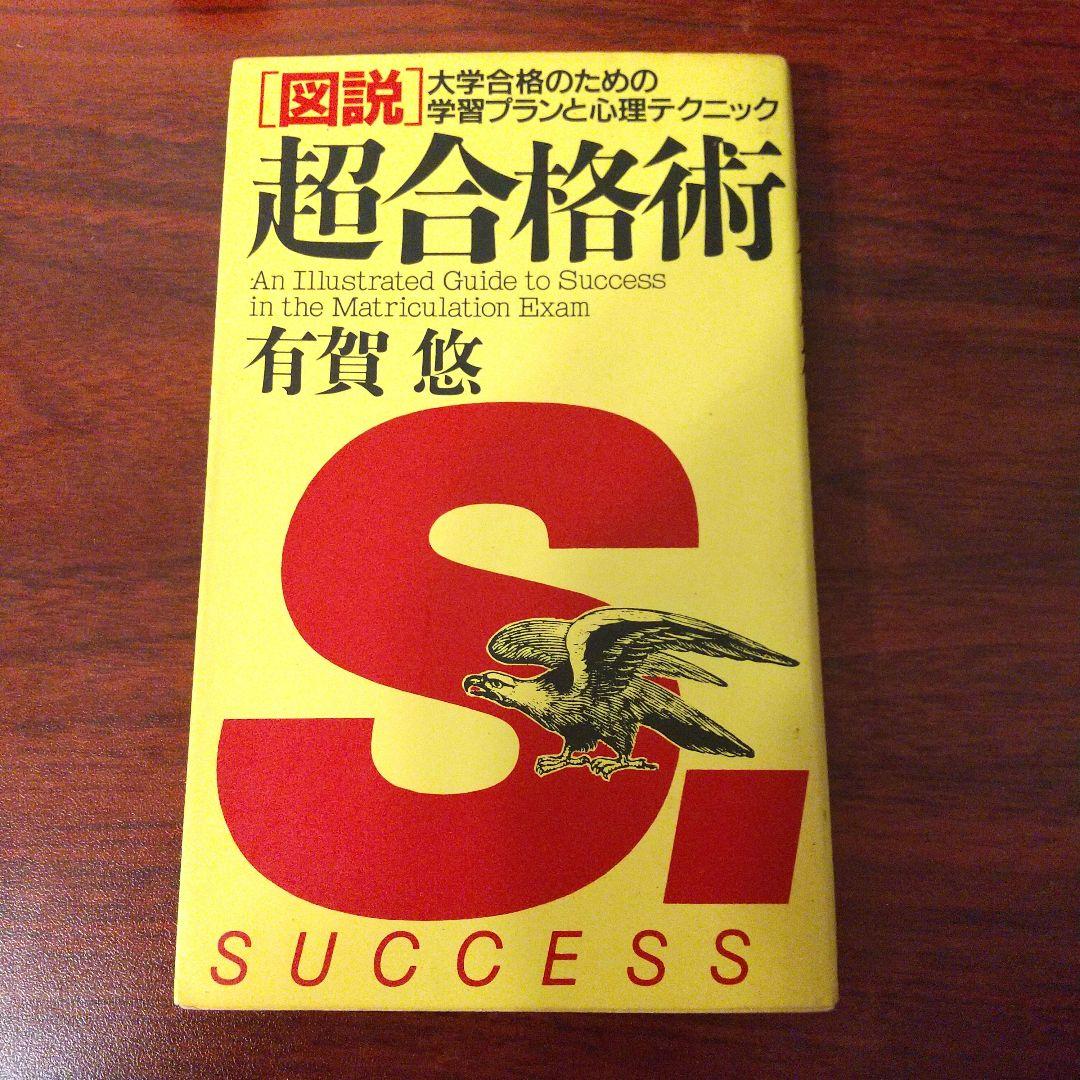 [図説]
大学合格のための
学習プランと心理テクニック
超合格術
An Illustrated Guide to Success
in the Matriculation Exam
有賀 悠
S.
SUCCESS